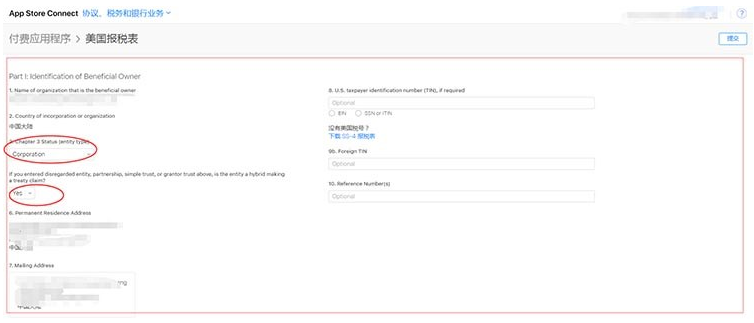 App Store Connect 协议、税务和银行业务
?
付费应用程序 > 美国报税表
提交
Part I: Identification of Beneficial Owner
1. Name of organization that is the beneficial owner
2. Country of incorporation or organization
中国大陆
3. Chapter 3 Status (entity type)
Corporation
If you entered disregarded entity, partnership, simple trust, or grantor trust above, is the entity a hybrid making
a treaty claim?
Yes
6. Permanent Residence Address
中国
7. Mailing Address
中国大陆
8. U.S. taxpayer identification number (TIN), if required
Optional
EIN SSN or ITIN
没有美国税号？
下载 SS-4 报税表
9b. Foreign TIN
Optional
10. Reference Number(s)
Optional